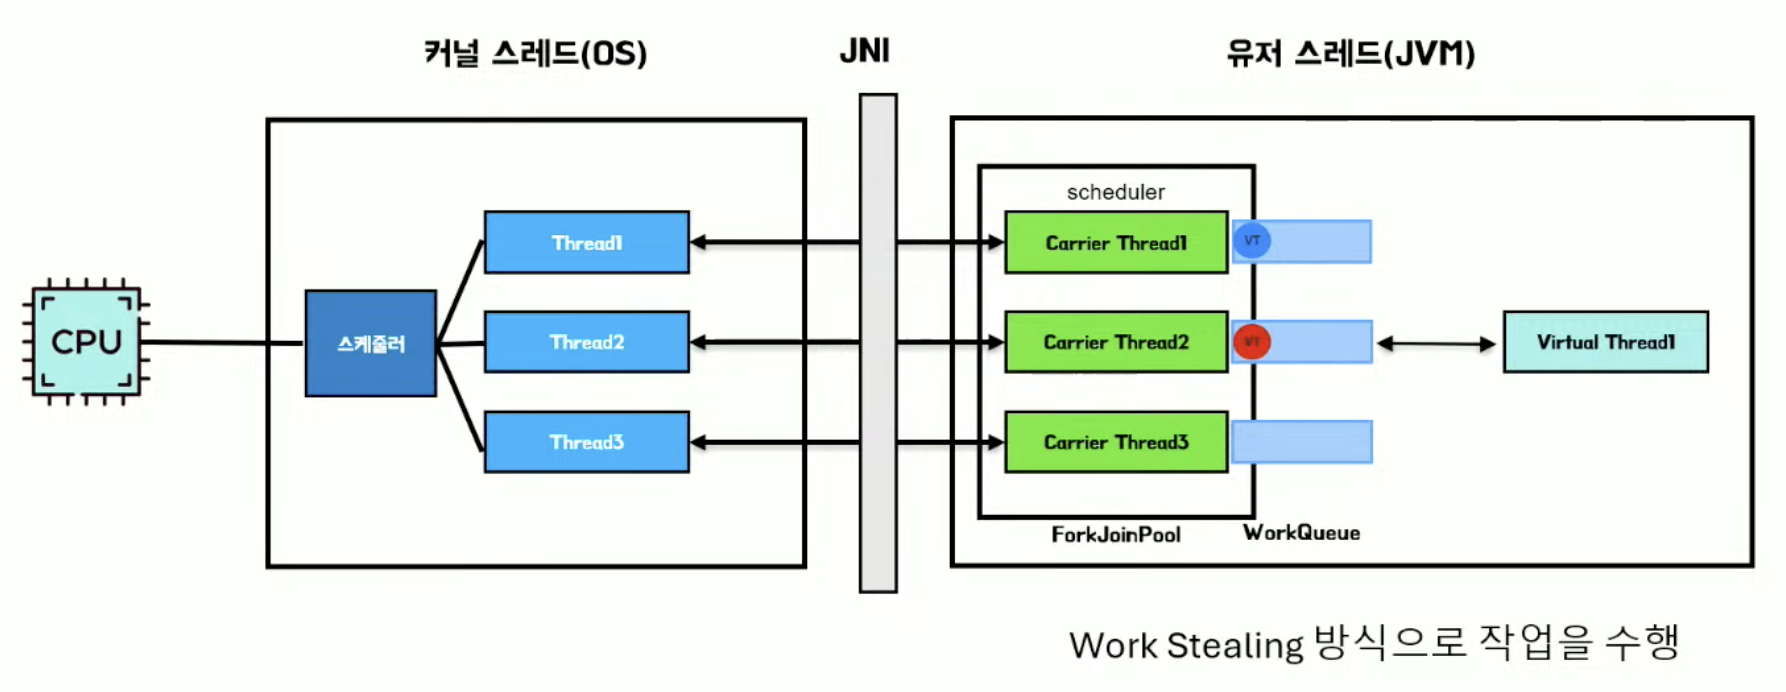 커널 스레드(OS)
JNI
유저 스레드(JVM)
scheduler
Thread1
Carrier Thread1
VT
CPU
스케줄러
Thread2
Carrier Thread2
VT
Virtual Thread1
Thread3
Carrier Thread3
ForkJoinPool
WorkQueue
Work Stealing 방식으로 작업을 수행